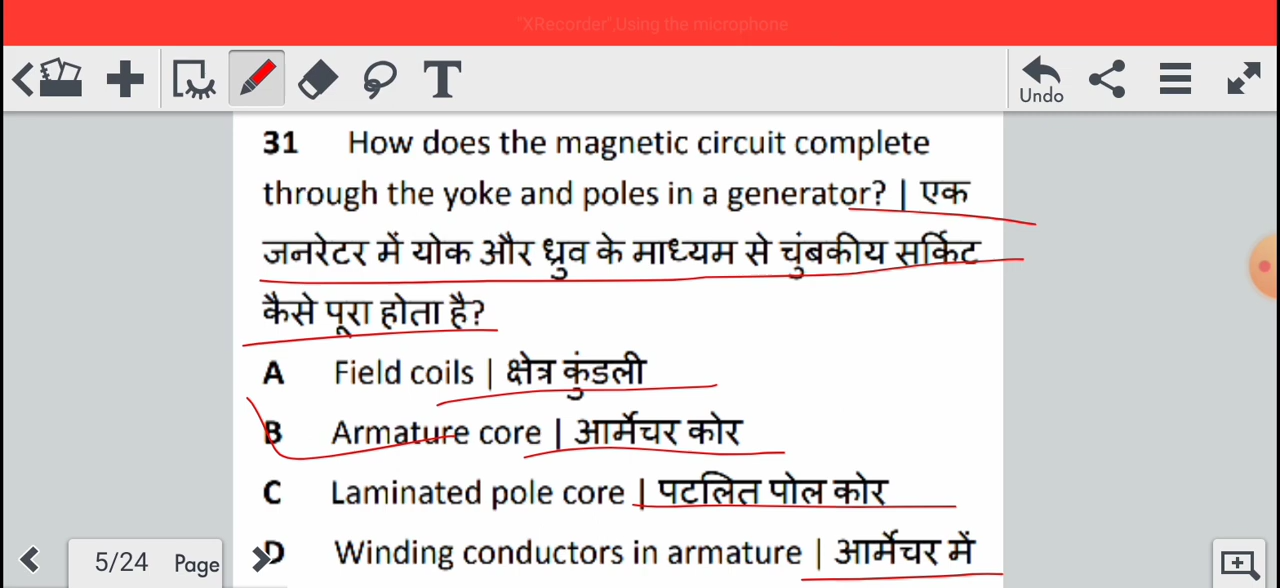 "XRecorder",Using the microphone
T
Undo
31 How does the magnetic circuit complete
through the yoke and poles in a generator? | एक
जनरेटर में योक और ध्रुव के माध्यम से चुंबकीय सर्किट
कैसे पूरा होता है?
A Field coils | क्षेत्र कुंडली
B Armature core | आर्मेचर कोर
C Laminated pole core | पटलित पोल कोर
D Winding conductors in armature | आर्मेचर में
5/24 Page